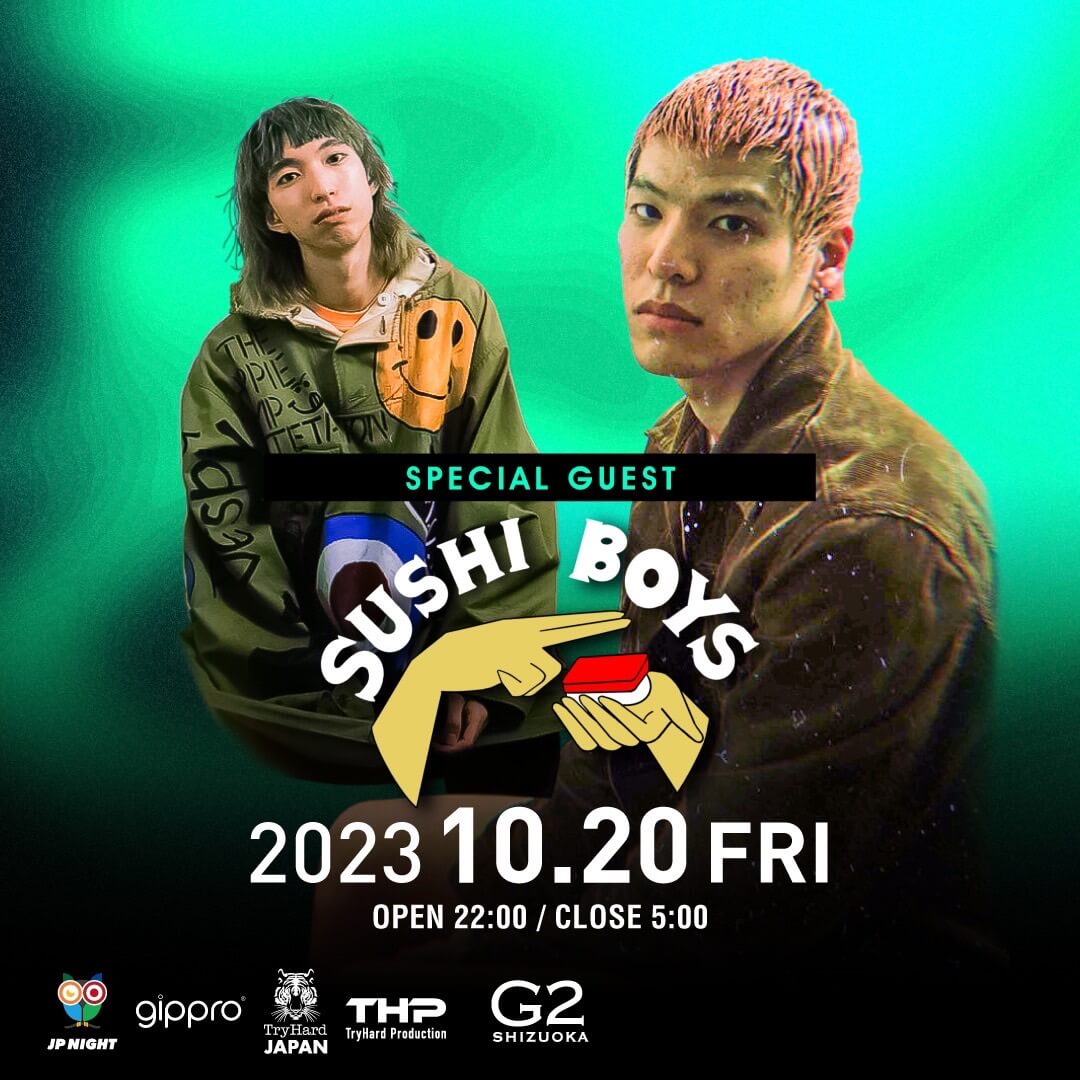 THE
SPECIAL GUEST
SUSHI BOYS
2023 10.20 FRI
OPEN 22:00 / CLOSE 5:00
JP NIGHT
gippro®
TryHard
JAPAN
THP
TryHard Production
G2
SHIZUOKA